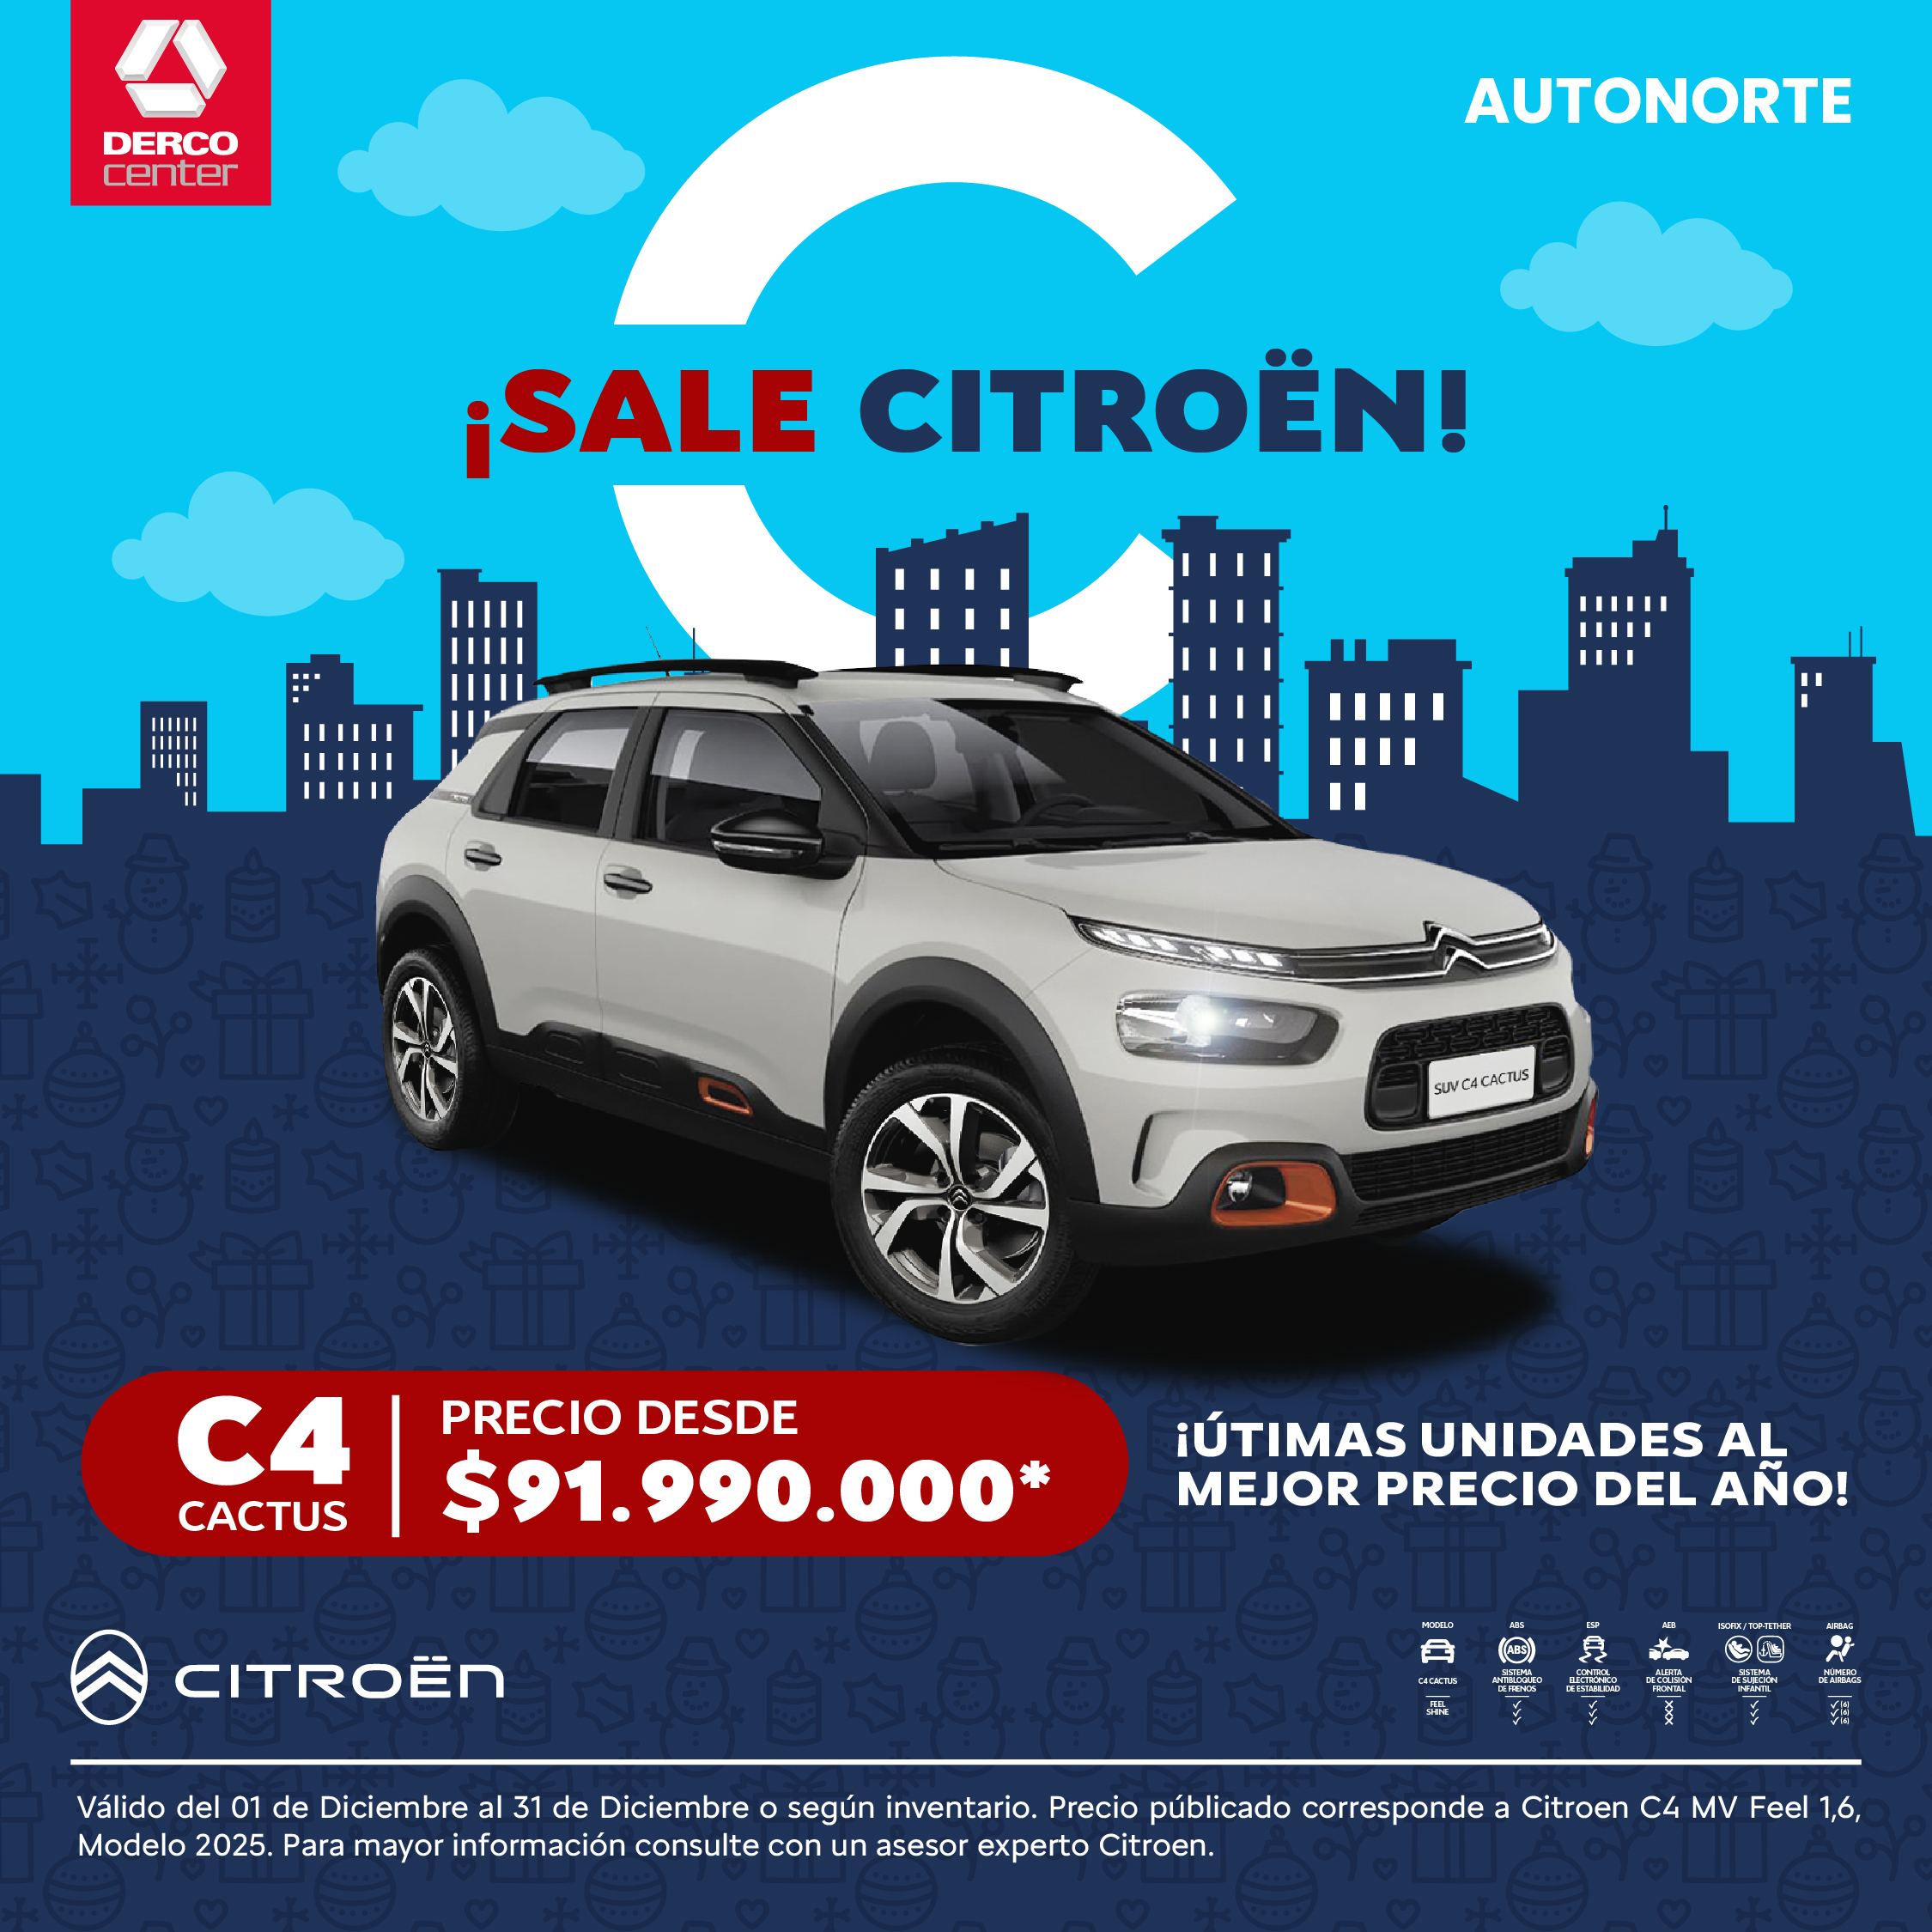 DERCO
center
AUTONORTE
¡SALE CITROËN!
SUV C4 CACTUS
C4
CACTUS
PRECIO DESDE
$91.990.000*
¡ÚTIMAS UNIDADES AL
MEJOR PRECIO DEL AÑO!
CITROËN
MODELO
C4 CACTUS
FEEL
SHINE
ABS
(ABS)
SISTEMA
ANTIBLOQUEO
DE FRENOS
✓
✓
✓
ESP
CONTROL
ELECTRÓNICO
DE ESTABILIDAD
✓
✓
✓
AEB
ALERTA
DE COLISIÓN
FRONTAL
X
X
X
ISOFIX / TOP-TETHER
SISTEMA
DE SUJECIÓN
INFANTIL
✓
✓
✓
AIRBAG
NÚMERO
DE AIRBAGS
✓ (6)
✓ (6)
✓ (6)
Válido del 01 de Diciembre al 31 de Diciembre o según inventario. Precio públicado corresponde a Citroen C4 MV Feel 1,6,
Modelo 2025. Para mayor información consulte con un asesor experto Citroen.